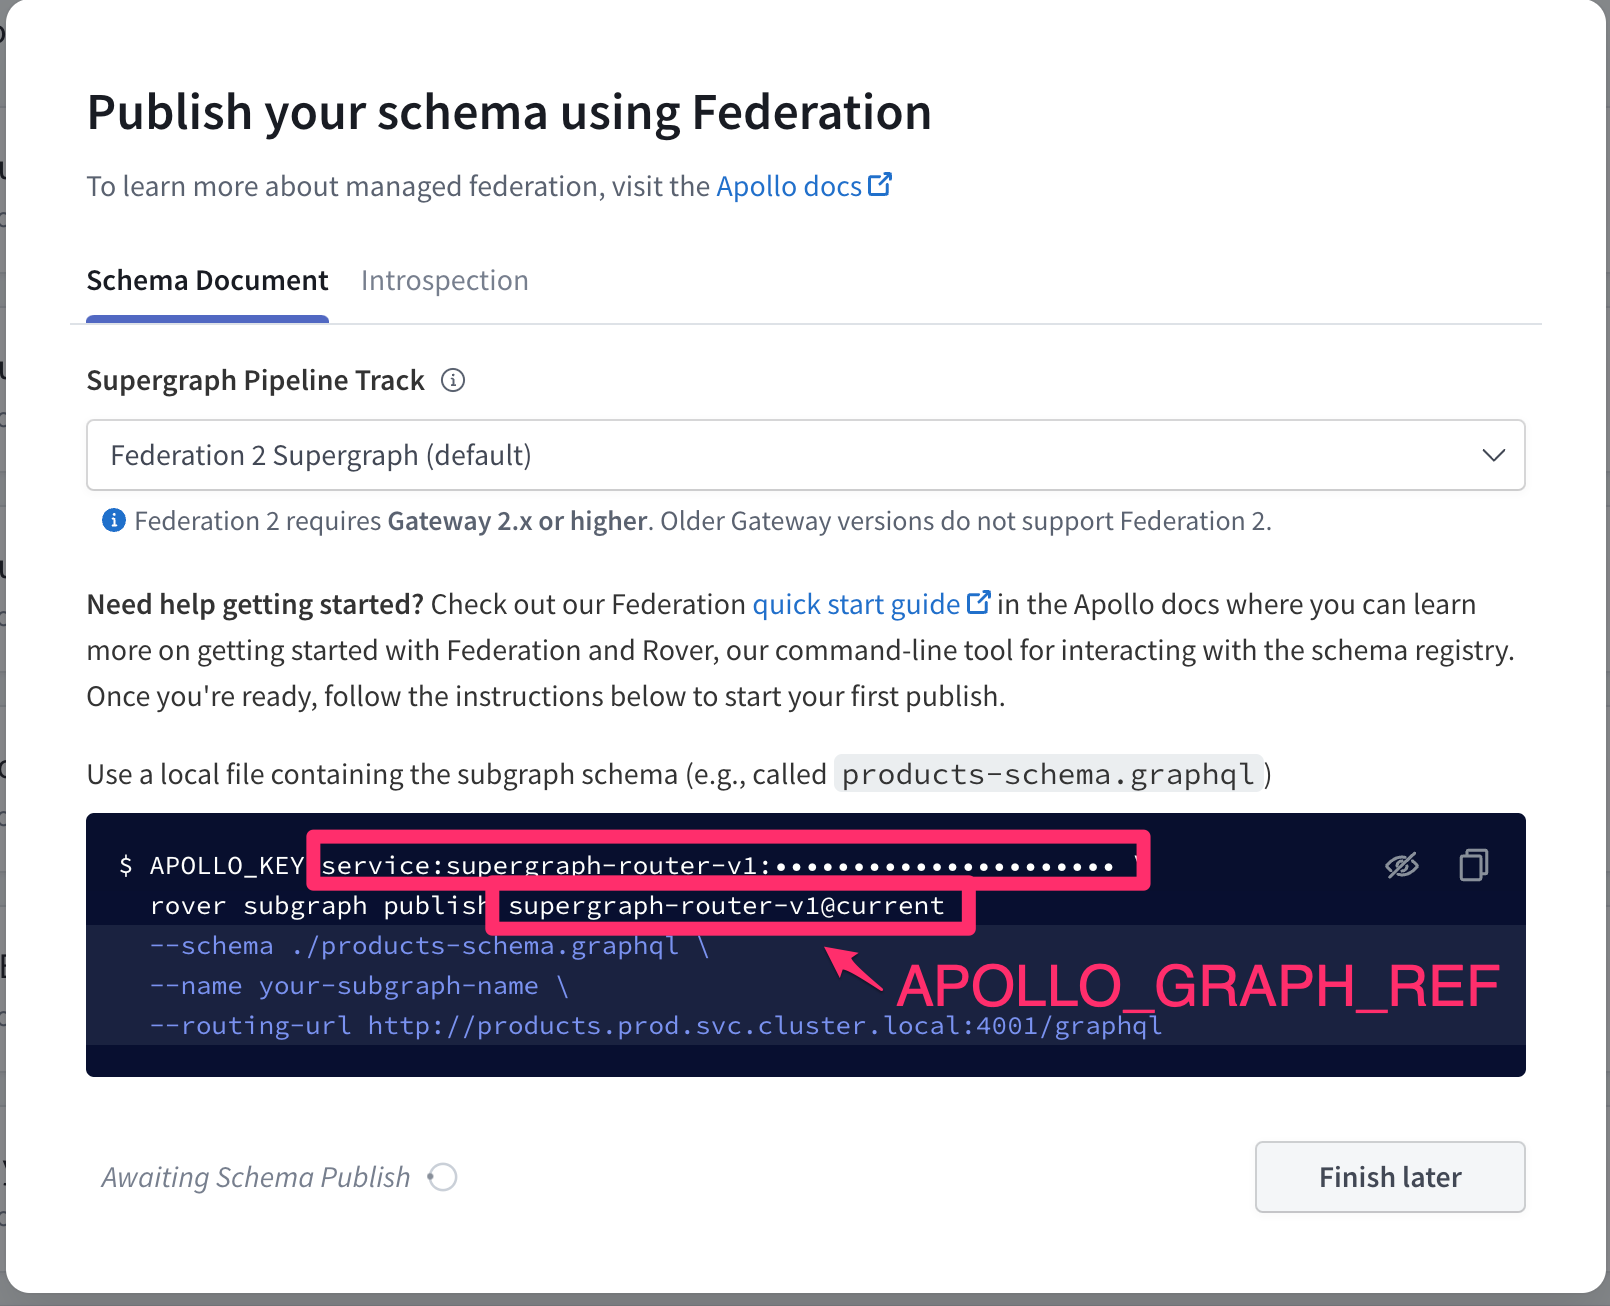 Publish your schema using Federation
To learn more about managed federation, visit the Apollo docs
Schema Document Introspection
Supergraph Pipeline Track
Federation 2 Supergraph (default)
Federation 2 requires Gateway 2.x or higher. Older Gateway versions do not support Federation 2.
Need help getting started? Check out our Federation quick start guide in the Apollo docs where you can learn
more on getting started with Federation and Rover, our command-line tool for interacting with the schema registry.
Once you're ready, follow the instructions below to start your first publish.
Use a local file containing the subgraph schema (e.g., called products-schema.graphql)
$ APOLLO_KEY service:supergraph-router-v1:•••••••••••••••••••••• \
rover subgraph publish supergraph-router-v1@current
--schema ./products-schema.graphql \
--name your-subgraph-name \
APOLLO_GRAPH_REF
--routing-url http://products.prod.svc.cluster.local:4001/graphql
Awaiting Schema Publish
Finish later